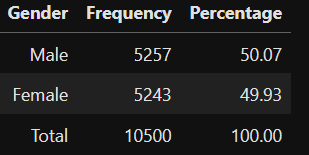 Gender Frequency Percentage
Male 5257 50.07
Female 5243 49.93
Total 10500 100.00